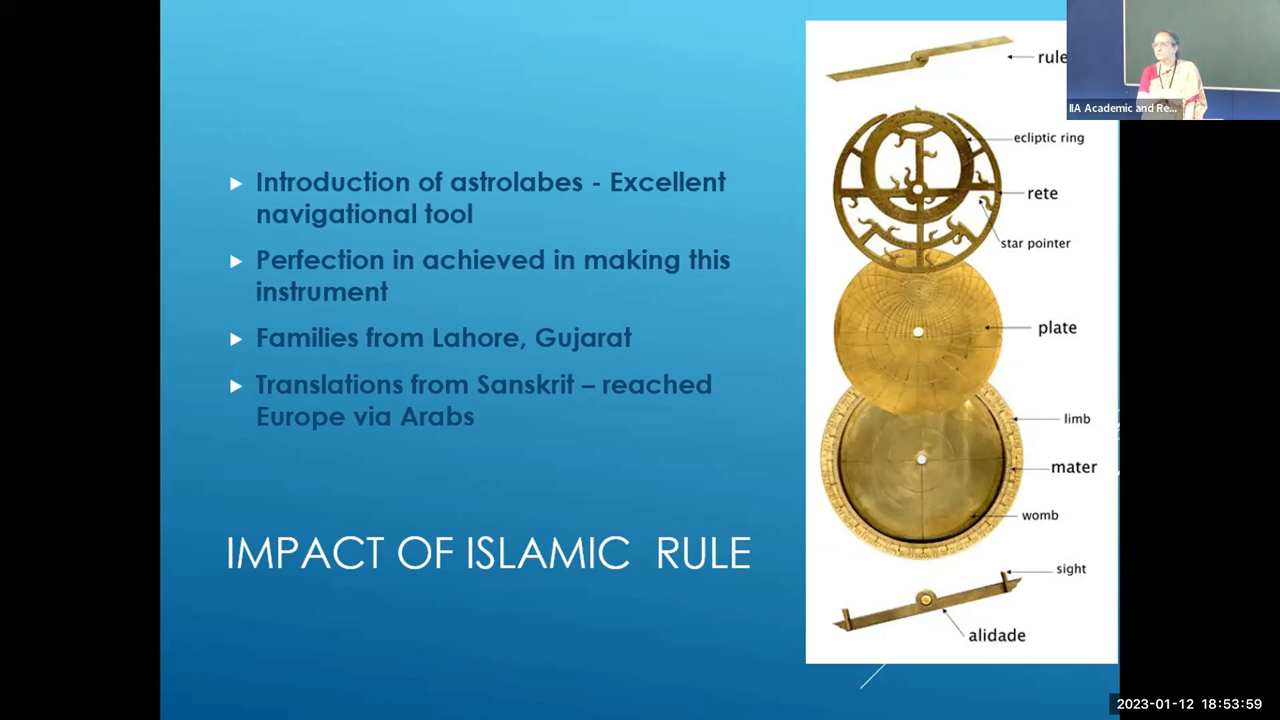 Introduction of astrolabes - Excellent
navigational tool
Perfection in achieved in making this
instrument
Families from Lahore, Gujarat
Translations from Sanskrit – reached
Europe via Arabs
IMPACT OF ISLAMIC RULE
rule
ecliptic ring
rete
star pointer
plate
limb
mater
womb
sight
alidade
IIA Academic and Re...
2023-01-12 18:53:59